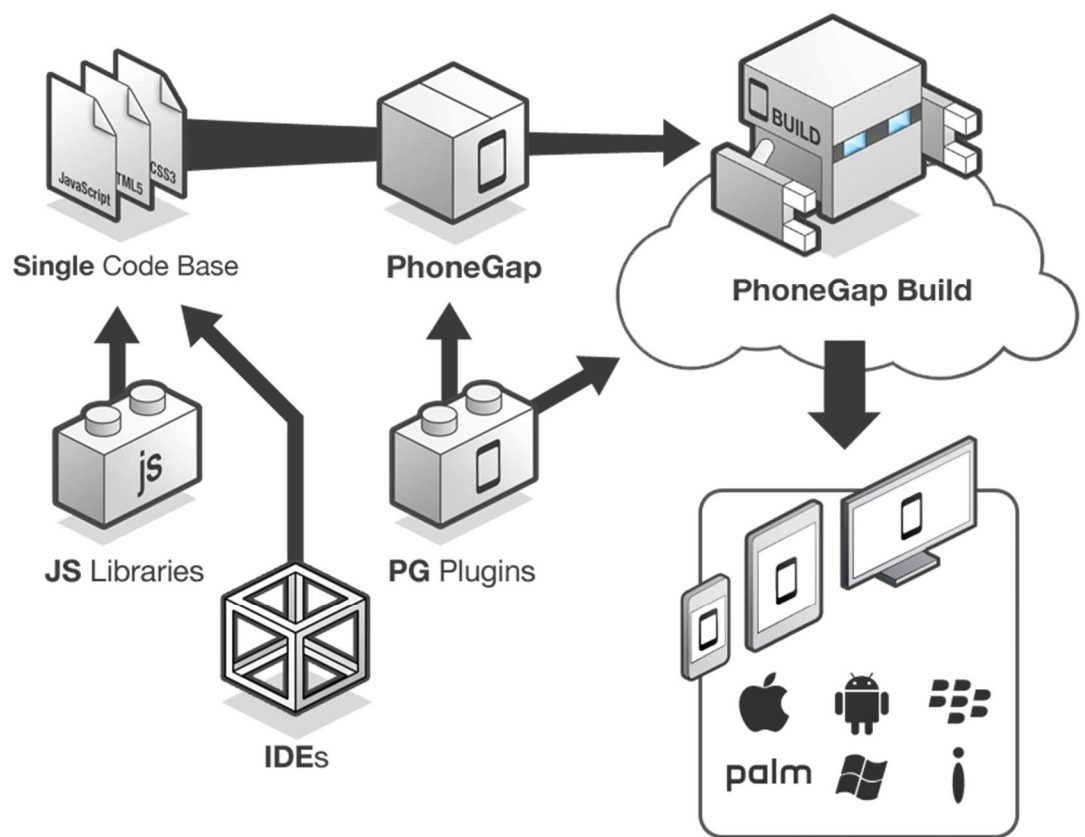 JavaScript
TML5
CSS3
BUILD
Single Code Base
PhoneGap
PhoneGap Build
js
JS Libraries
PG Plugins
IDEs
palm